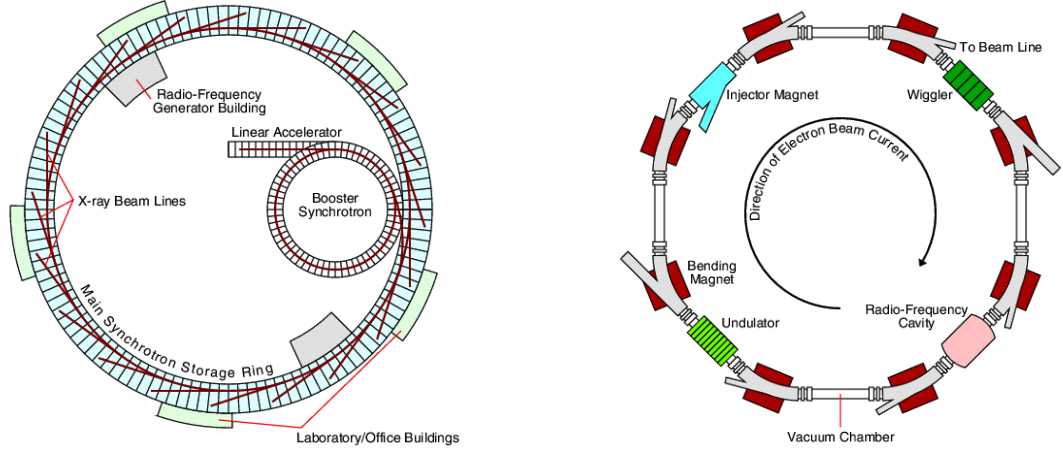 Radio-Frequency
Generator Building
Linear Accelerator
Booster
Synchrotron
X-ray Beam Lines
Main Synchrotron Storage Ring
Laboratory/Office Buildings
To Beam Line
Injector Magnet
Wiggler
Direction of Electron Beam Current
Bending
Magnet
Undulator
Radio-Frequency
Cavity
Vacuum Chamber